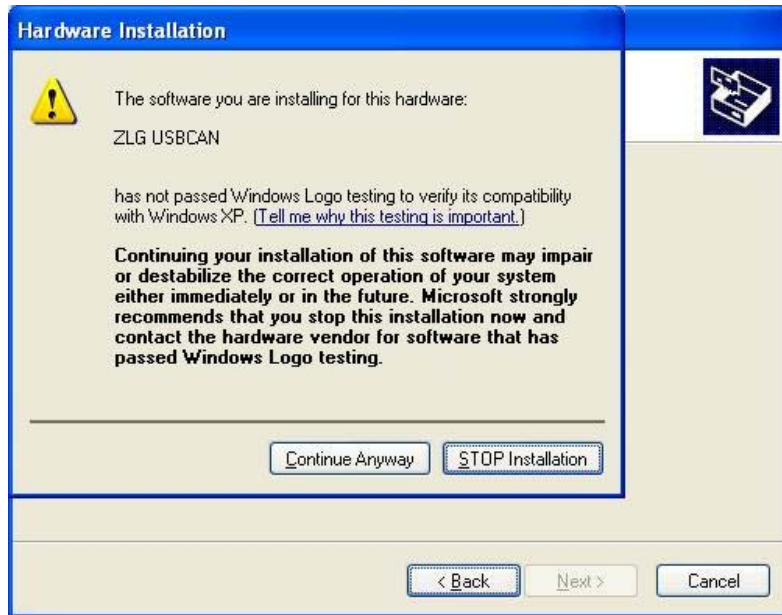 Hardware Installation
The software you are installing for this hardware:
ZLG USBCAN
has not passed Windows Logo testing to verify its compatibility
with Windows XP. (Tell me why this testing is important.)
Continuing your installation of this software may impair
or destabilize the correct operation of your system
either immediately or in the future. Microsoft strongly
recommends that you stop this installation now and
contact the hardware vendor for software that has
passed Windows Logo testing.
Continue Anyway
STOP Installation
< Back
Next >
Cancel